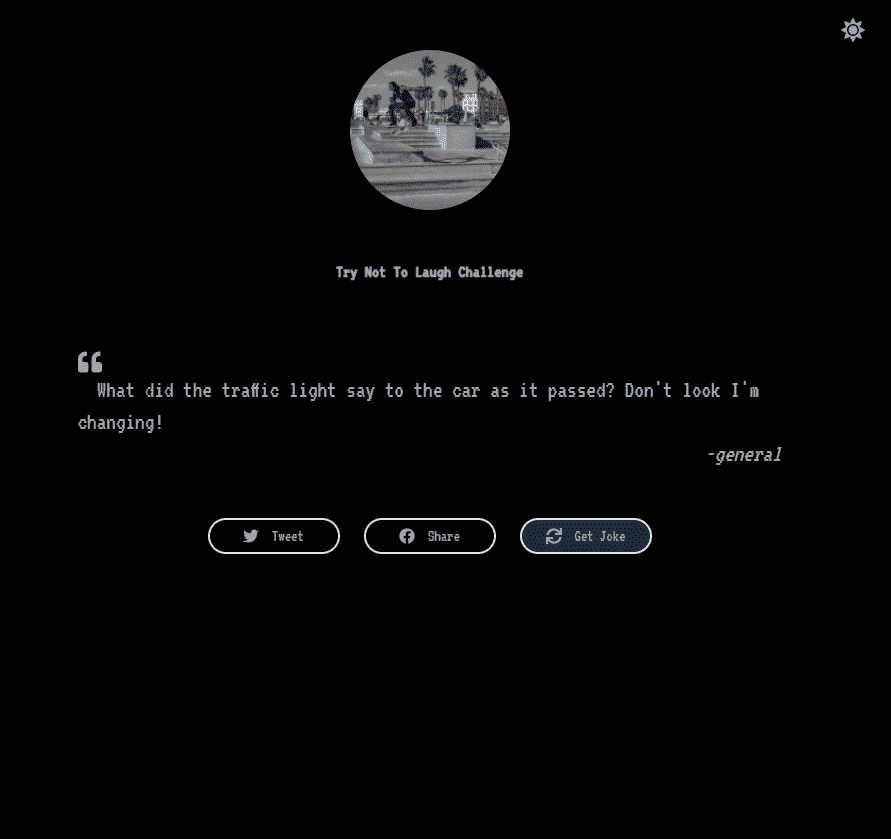 Try Not To Laugh Challenge
What did the traffic light say to the car as it passed? Don't look I'm
changing!
-general
Tweet
Share
Get Joke